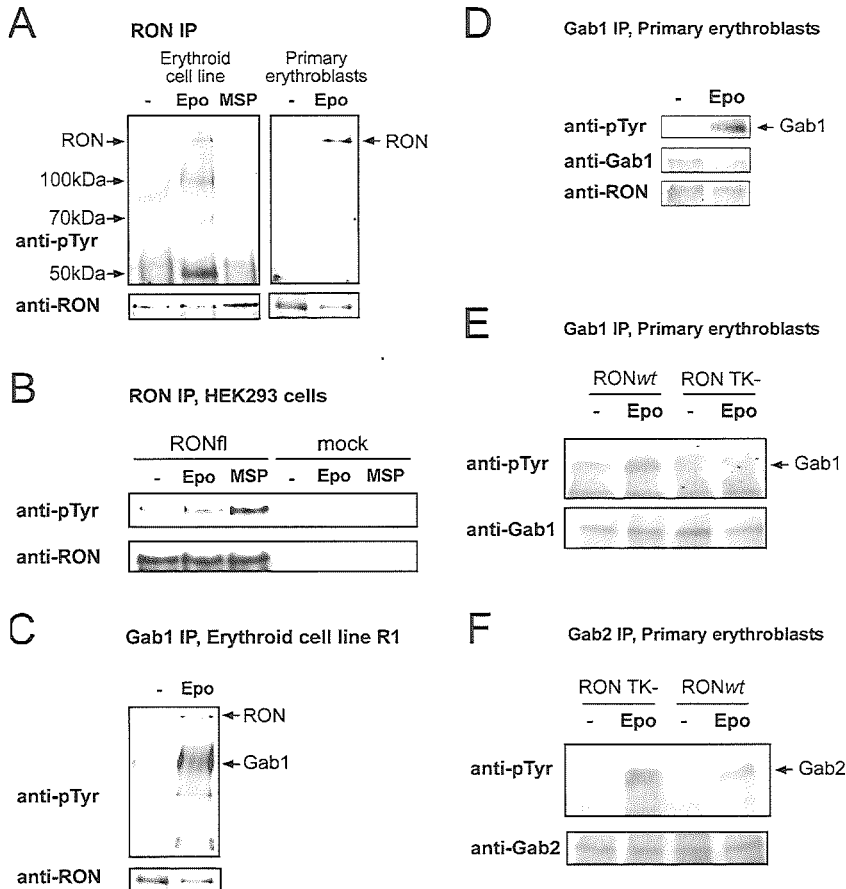 A
RON IP
Erythroid cell line
Primary erythroblasts
- Epo MSP
- Epo
RON
RON
100kDa
70kDa
anti-pTyr
50kDa
anti-RON
B
RON IP, HEK293 cells
RONfl mock
- Epo MSP - Epo MSP
anti-pTyr
anti-RON
C
Gab1 IP, Erythroid cell line R1
- Epo
RON
Gab1
anti-pTyr
anti-RON
D
Gab1 IP, Primary erythroblasts
- Epo
anti-pTyr Gab1
anti-Gab1
anti-RON
E
Gab1 IP, Primary erythroblasts
RONwt RON TK-
- Epo - Epo
anti-pTyr Gab1
anti-Gab1
F
Gab2 IP, Primary erythroblasts
RON TK- RONwt
- Epo - Epo
anti-pTyr Gab2
anti-Gab2